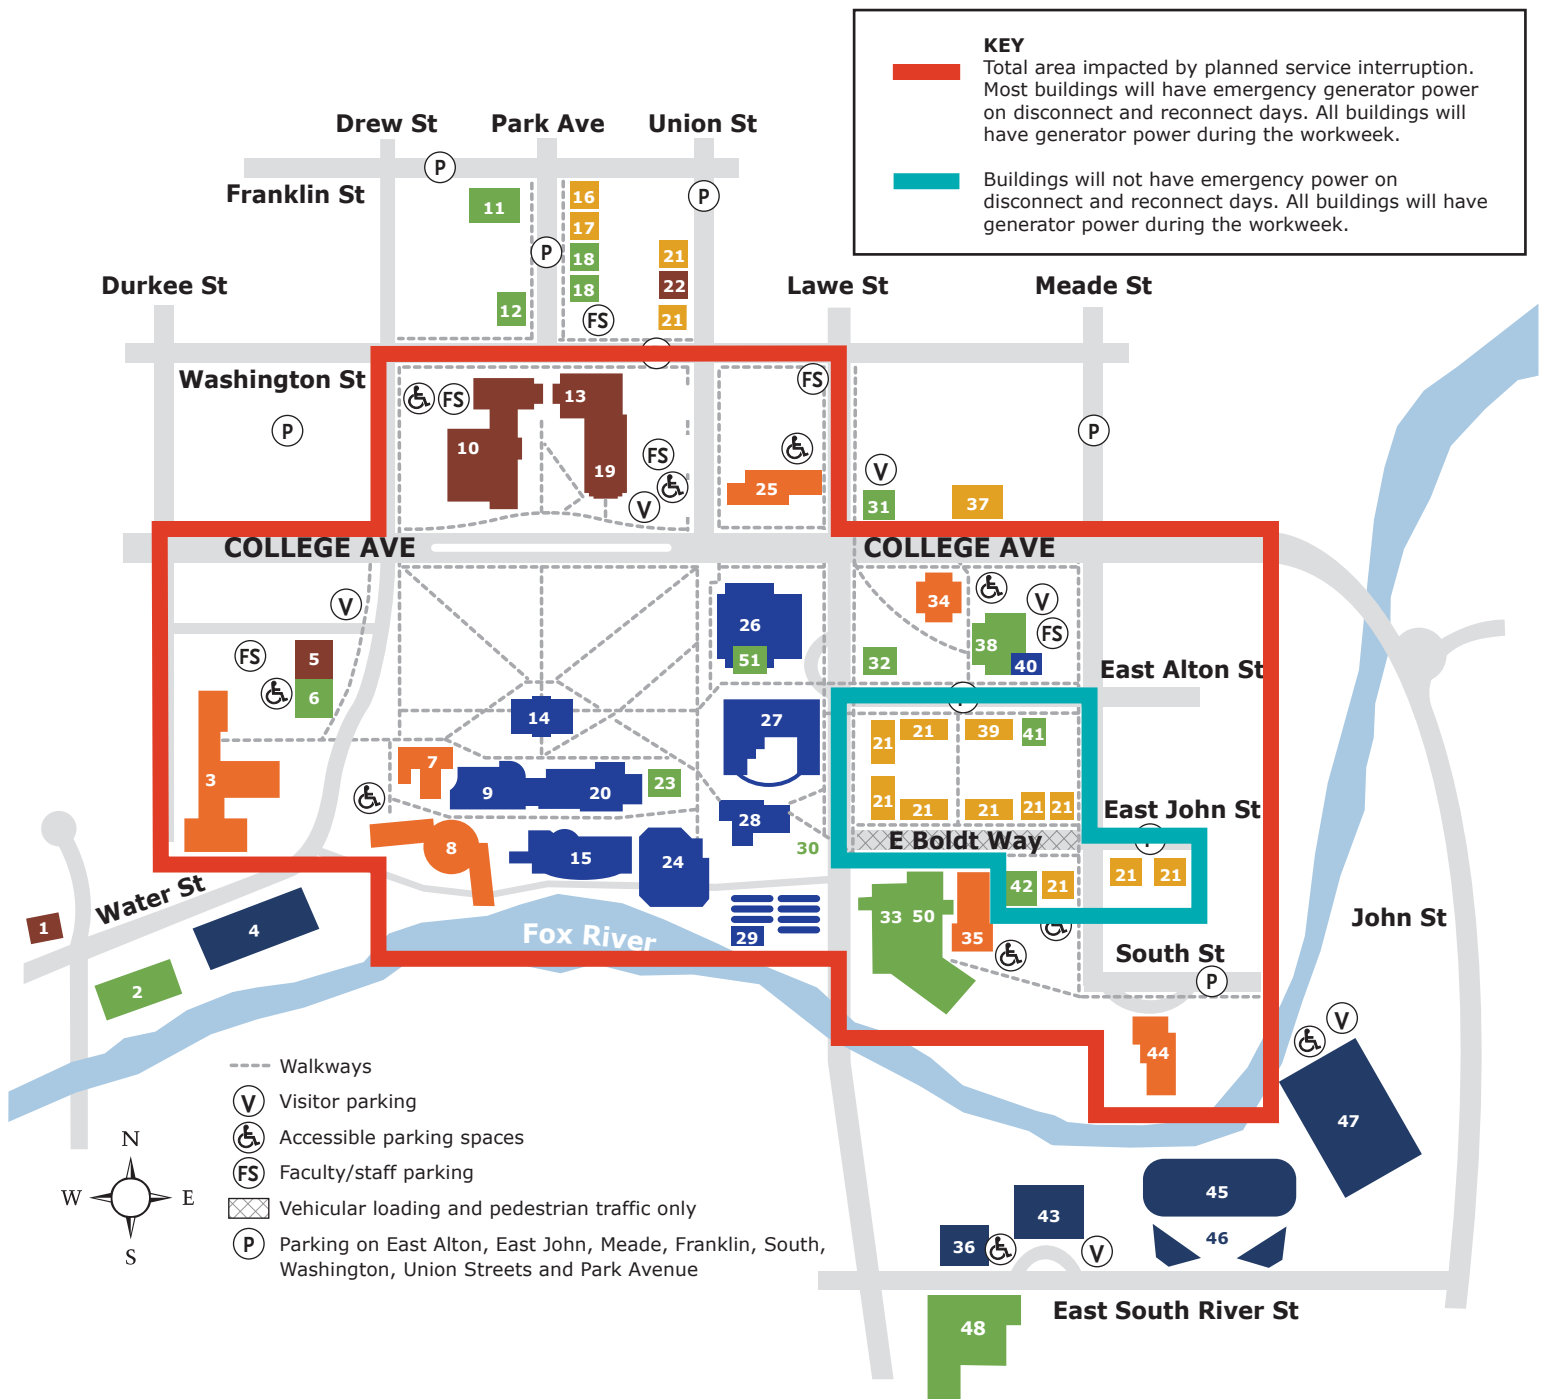 KEY
Total area impacted by planned service interruption.
Most buildings will have emergency generator power
on disconnect and reconnect days. All buildings will
have generator power during the workweek.
Buildings will not have emergency power on
disconnect and reconnect days. All buildings will have
generator power during the workweek.
Drew St
Park Ave
Union St
P
Franklin St
11
16
P
17
P
18
21
18
22
12
FS
21
Durkee St
Lawe St
Meade St
Washington St
FS
FS
13
P
10
P
19
FS
V
25
V
31
37
COLLEGE AVE
COLLEGE AVE
V
34
V
26
38
FS
FS
5
51
32
40
East Alton St
6
14
27
P
21
21
39
41
3
7
9
20
23
21
21
21
21
21
East John St
28
E Boldt Way
P
8
15
24
30
21
21
Water St
42
21
1
4
33
50
35
John St
Fox River
29
South St
2
P
V
44
47
Walkways
V
Visitor parking
Accessible parking spaces
FS
Faculty/staff parking
Vehicular loading and pedestrian traffic only
P
Parking on East Alton, East John, Meade, Franklin, South,
Washington, Union Streets and Park Avenue
N
W
E
S
45
43
46
36
V
East South River St
48